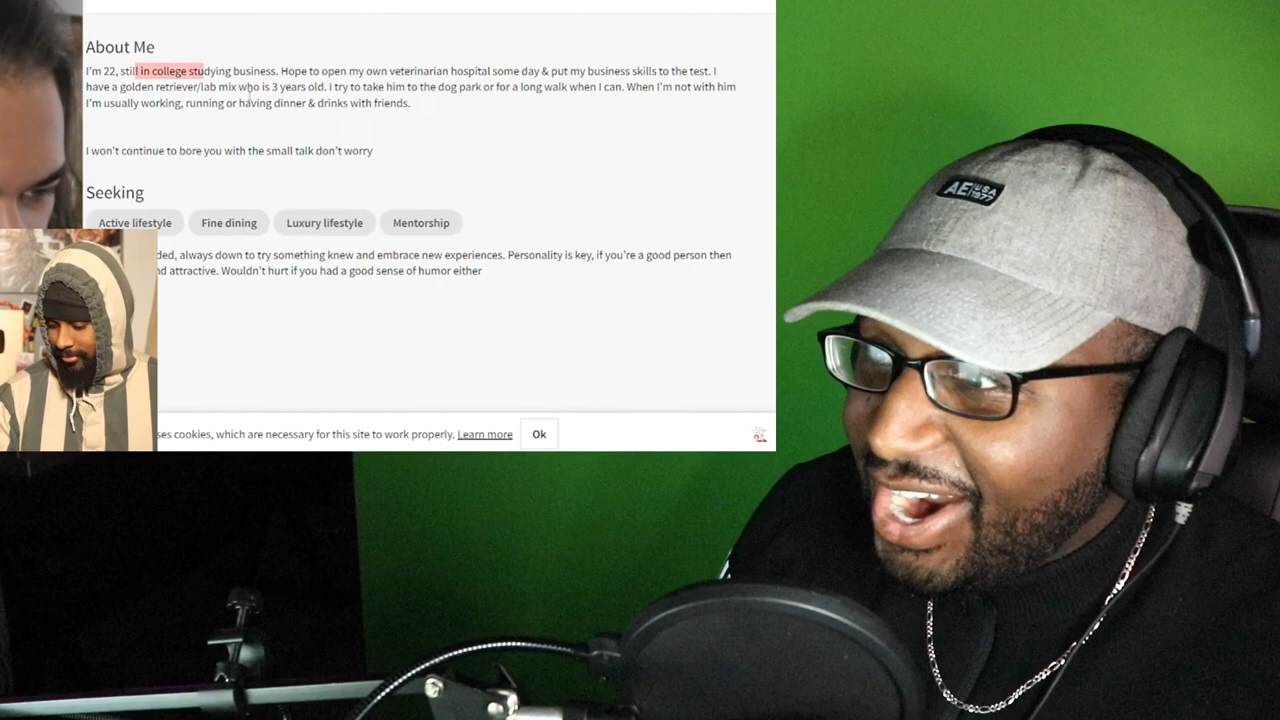 About Me
I'm 22, still in college studying business. Hope to open my own veterinarian hospital some day & put my business skills to the test. I
have a golden retriever/lab mix who is 3 years old. I try to take him to the dog park or for a long walk when I can. When I'm not with him
I'm usually working, running or having dinner & drinks with friends.
I won't continue to bore you with the small talk don't worry
Seeking
Active lifestyle Fine dining Luxury lifestyle Mentorship
always down to try something knew and embrace new experiences. Personality is key, if you're a good person then
attractive. Wouldn't hurt if you had a good sense of humor either
cookies, which are necessary for this site to work properly. Learn more Ok
AE USA
1977